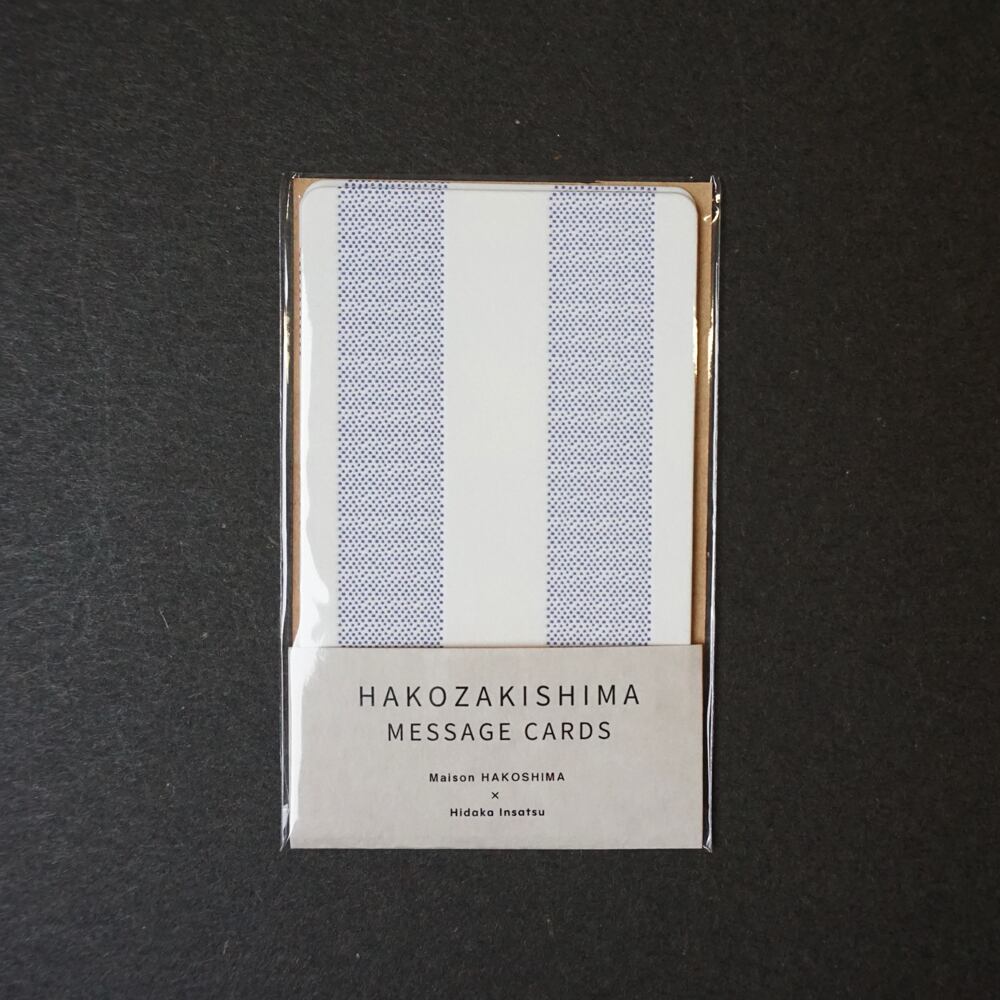 HAKOZAKISHIMA
MESSAGE CARDS
Maison HAKOSHIMA
×
Hidaka Insatsu